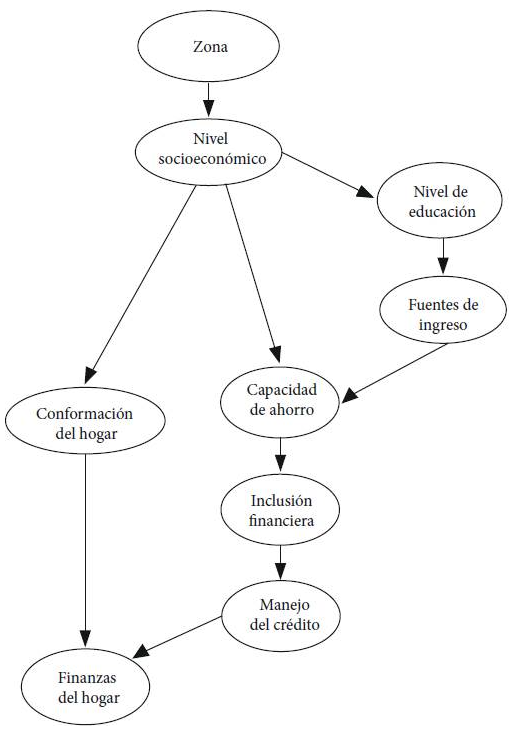 Zona
Nivel
socioeconómico
Nivel de
educación
Fuentes de
ingreso
Capacidad
de ahorro
Conformación
del hogar
Inclusión
financiera
Manejo
del crédito
Finanzas
del hogar